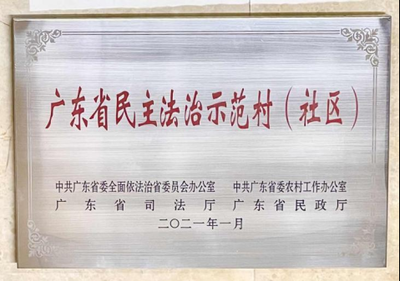 广东省民主法治示范村（社区）
中共广东省委全面依法治省委员会办公室 中共广东省委农村工作办公室
广东省司法厅 广东省民政厅
二〇二一年一月